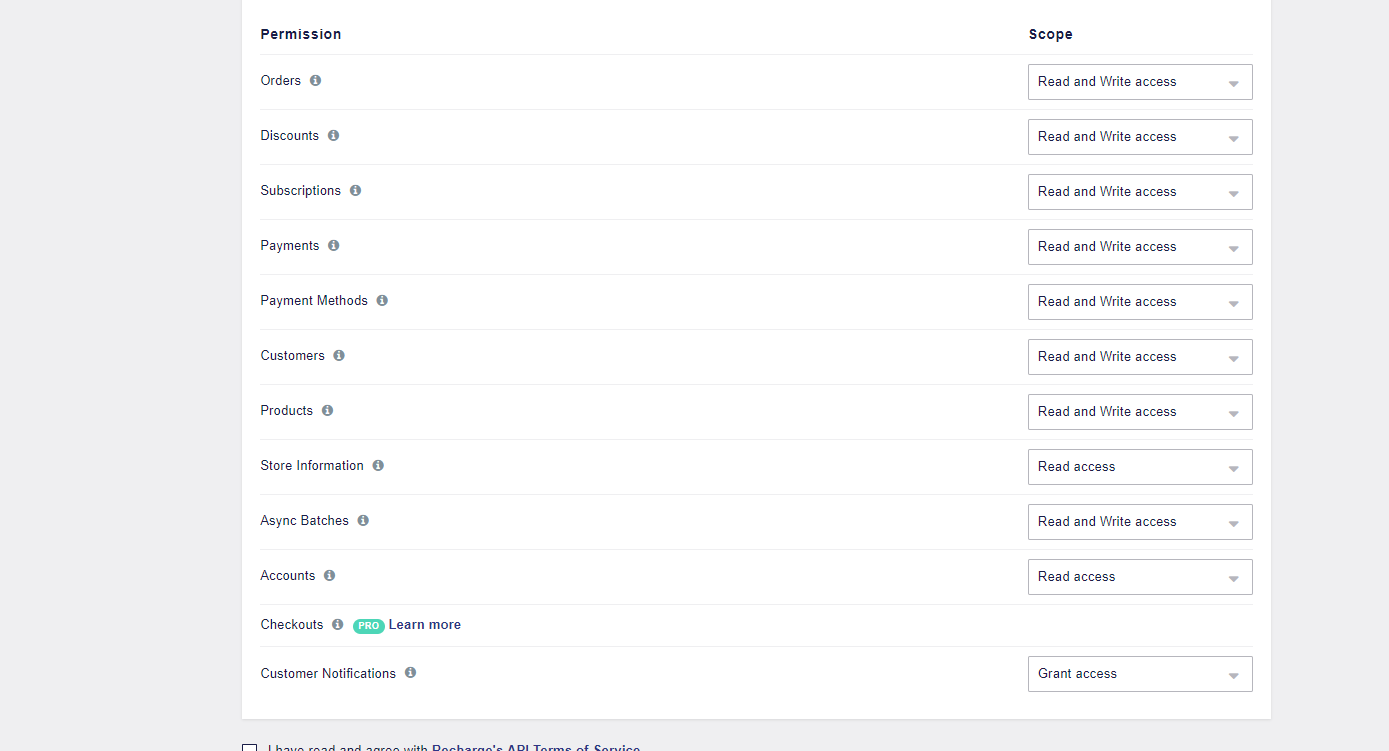 Permission Scope
Orders Read and Write access
Discounts Read and Write access
Subscriptions Read and Write access
Payments Read and Write access
Payment Methods Read and Write access
Customers Read and Write access
Products Read and Write access
Store Information Read access
Async Batches Read and Write access
Accounts Read access
Checkouts PRO Learn more
Customer Notifications Grant access
I have read and agree with Recharge's API Terms of Service